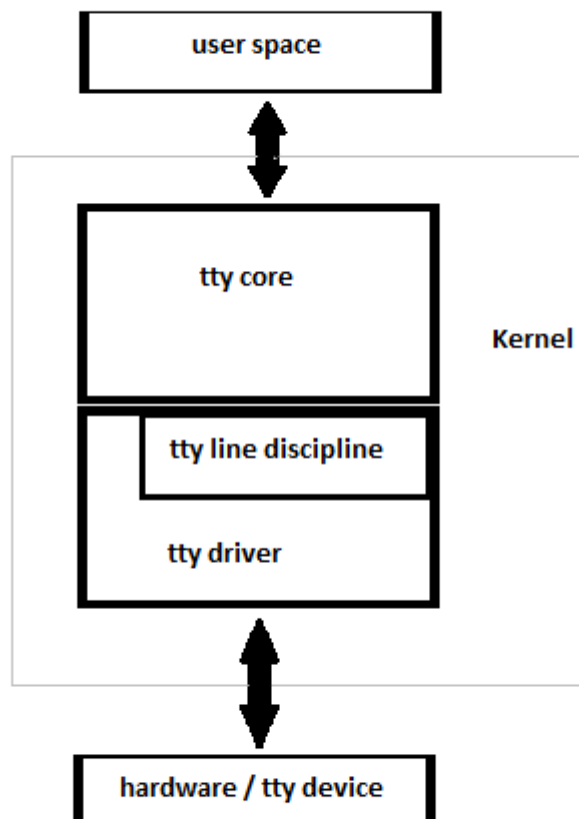 user space
tty core
Kernel
tty line discipline
tty driver
hardware / tty device